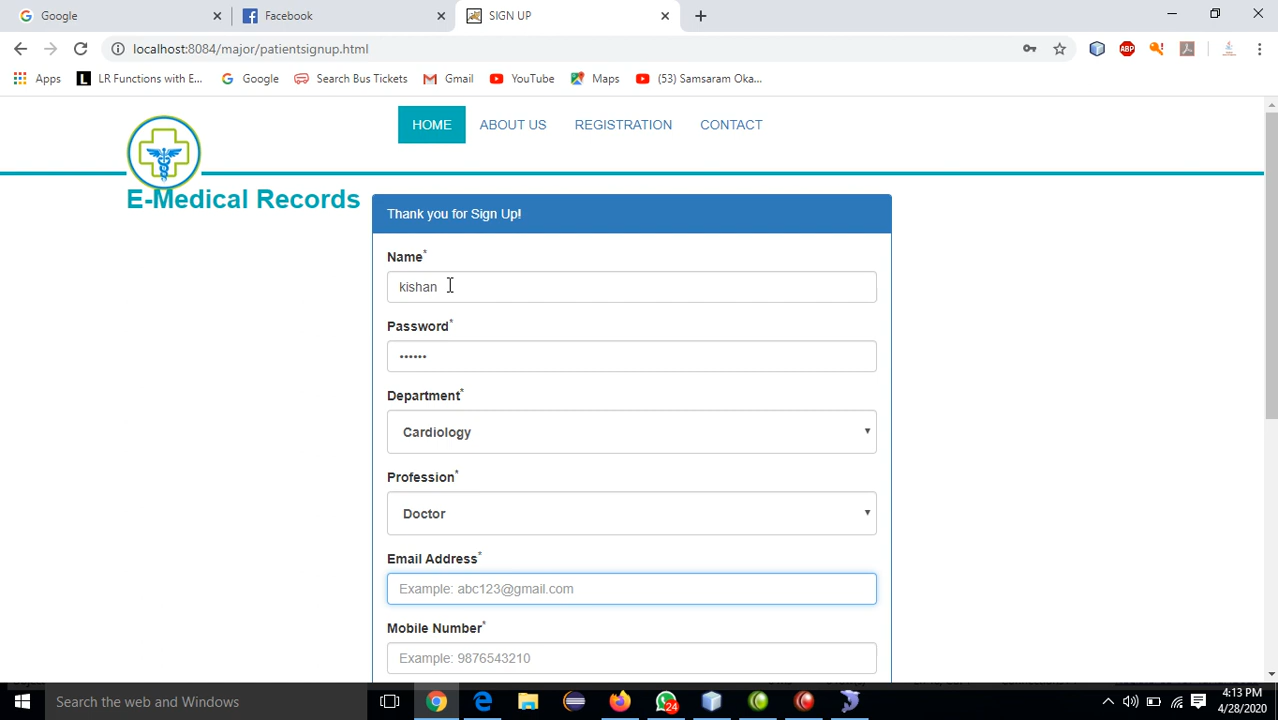 Google
Facebook
SIGN UP
localhost:8084/major/patientsignup.html
ABP
Apps
L
LR Functions with E...
Google
Search Bus Tickets
Gmail
YouTube
Maps
(53) Samsaram Oka...
HOME
ABOUT US
REGISTRATION
CONTACT
E-Medical Records
Thank you for Sign Up!
Name*
kishan
Password*
••••••
Department*
Cardiology
Profession*
Doctor
Email Address*
Example: abc123@gmail.com
Mobile Number*
Example: 9876543210
Search the web and Windows
24
4:13 PM
4/28/2020